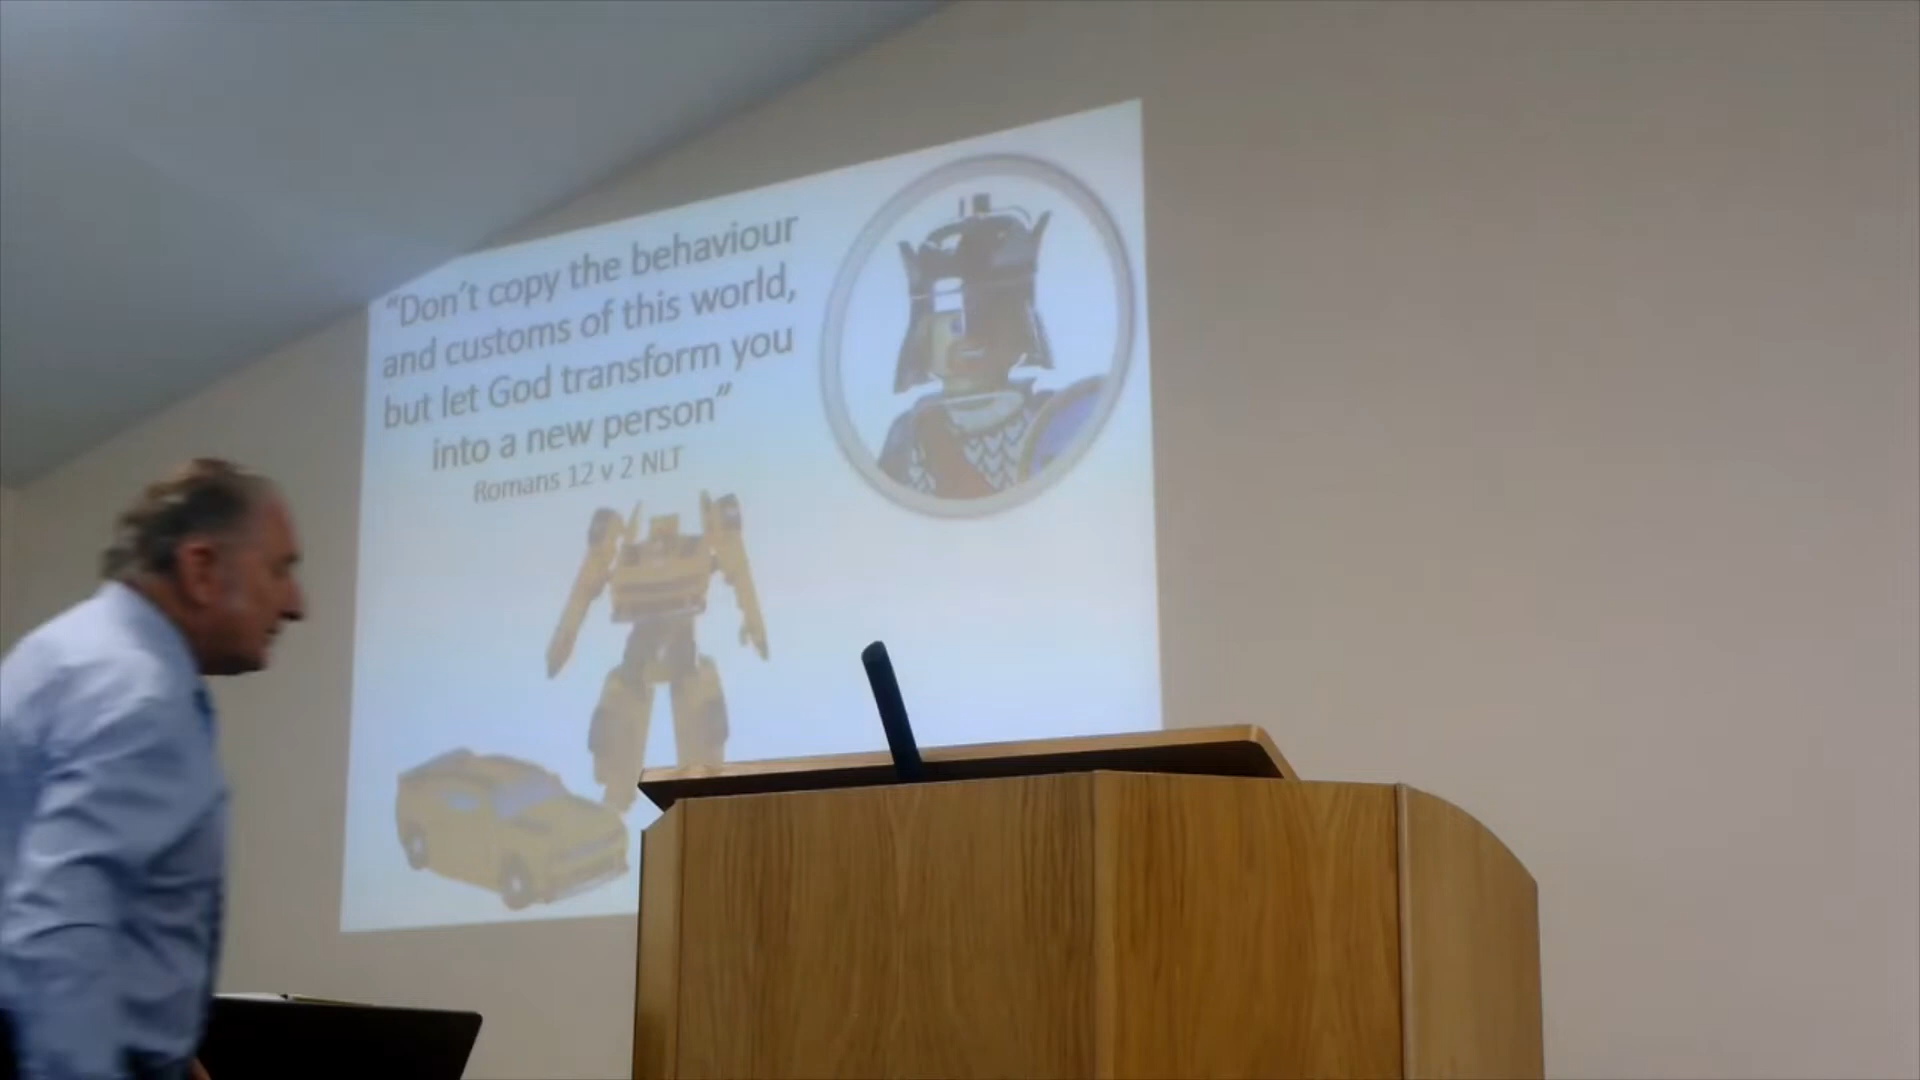 “Don’t copy the behaviour
and customs of this world,
but let God transform you
into a new person“
Romans 12 v 2 NLT